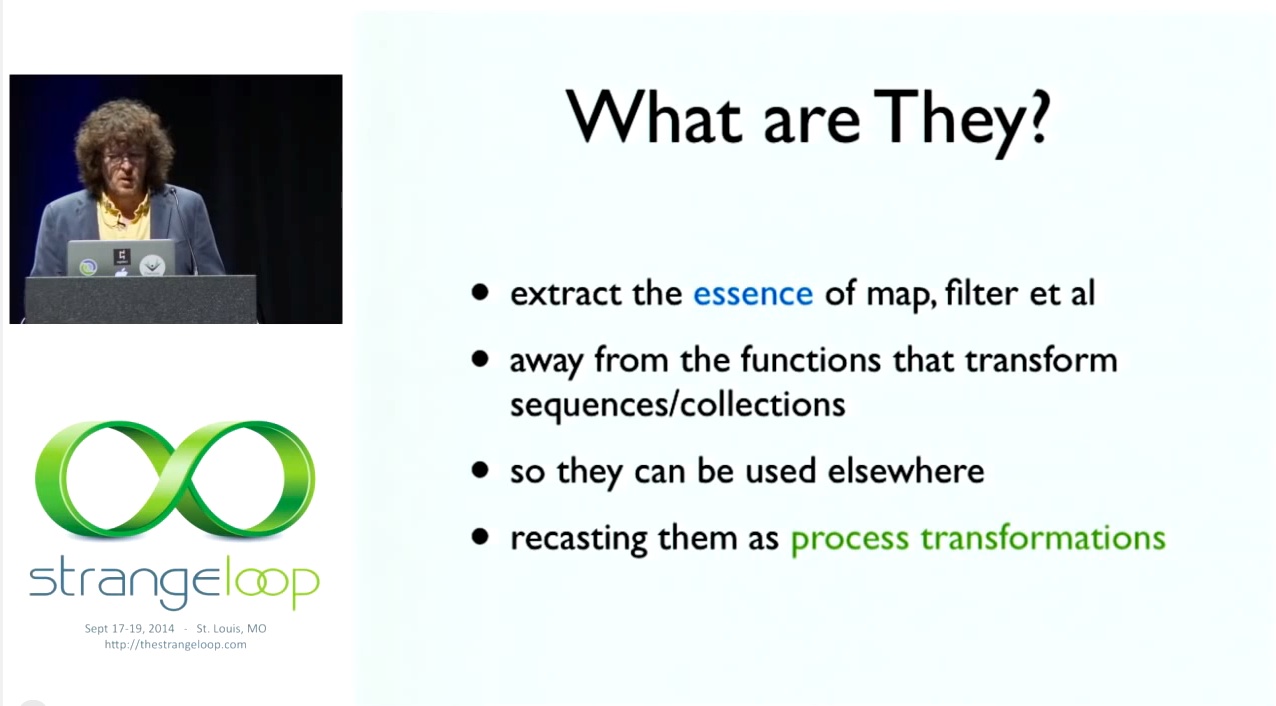 What are They?
• extract the essence of map, filter et al
• away from the functions that transform
sequences/collections
• so they can be used elsewhere
• recasting them as process transformations
strangeloop
Sept 17-19, 2014 - St. Louis, MO
http://thestrangeloop.com